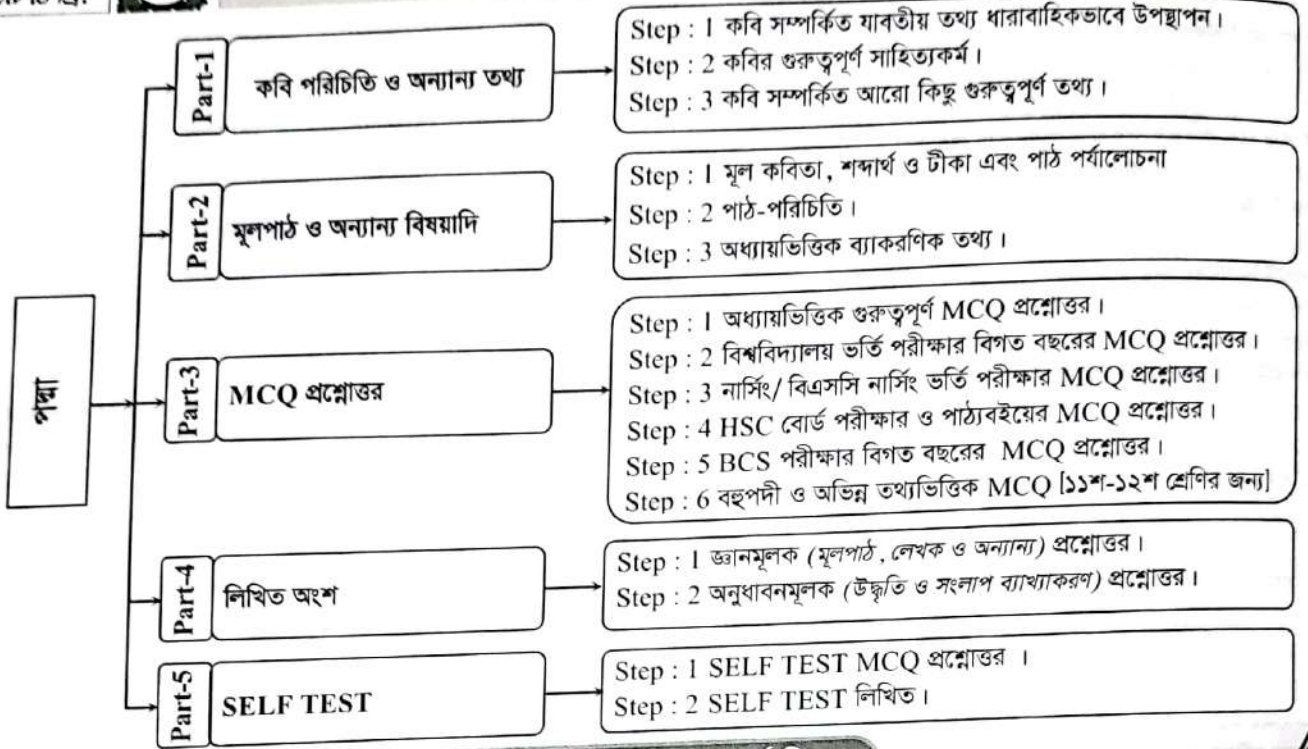 Part-1
কবি পরিচিতি ও অন্যান্য তথ্য
Step : 1 কবি সম্পর্কিত যাবতীয় তথ্য ধারাবাহিকভাবে উপস্থাপন।
Step : 2 কবির গুরুত্বপূর্ণ সাহিত্যকর্ম।
Step : 3 কবি সম্পর্কিত আরো কিছু গুরুত্বপূর্ণ তথ্য।
Part-2
মূলপাঠ ও অন্যান্য বিষয়াদি
Step : 1 মূল কবিতা, শব্দার্থ ও টীকা এবং পাঠ পর্যালোচনা
Step : 2 পাঠ-পরিচিতি।
Step : 3 অধ্যায়ভিত্তিক ব্যাকরণিক তথ্য।
পদ্মা
Part-3
MCQ প্রশ্নোত্তর
Step : 1 অধ্যায়ভিত্তিক গুরুত্বপূর্ণ MCQ প্রশ্নোত্তর।
Step : 2 বিশ্ববিদ্যালয় ভর্তি পরীক্ষার বিগত বছরের MCQ প্রশ্নোত্তর।
Step : 3 নার্সিং/ বিএসসি নার্সিং ভর্তি পরীক্ষার MCQ প্রশ্নোত্তর।
Step : 4 HSC বোর্ড পরীক্ষার ও পাঠ্যবইয়ের MCQ প্রশ্নোত্তর।
Step : 5 BCS পরীক্ষার বিগত বছরের MCQ প্রশ্নোত্তর।
Step : 6 বহুপদী ও অভিন্ন তথ্যভিত্তিক MCQ [১১শ-১২শ শ্রেণির জন্য]
Part-4
লিখিত অংশ
Step : 1 জ্ঞানমূলক (মূলপাঠ, লেখক ও অন্যান্য) প্রশ্নোত্তর।
Step : 2 অনুধাবনমূলক (উদ্ধৃতি ও সংলাপ ব্যাখ্যাকরণ) প্রশ্নোত্তর।
Part-5
SELF TEST
Step : 1 SELF TEST MCQ প্রশ্নোত্তর ।
Step : 2 SELF TEST লিখিত।